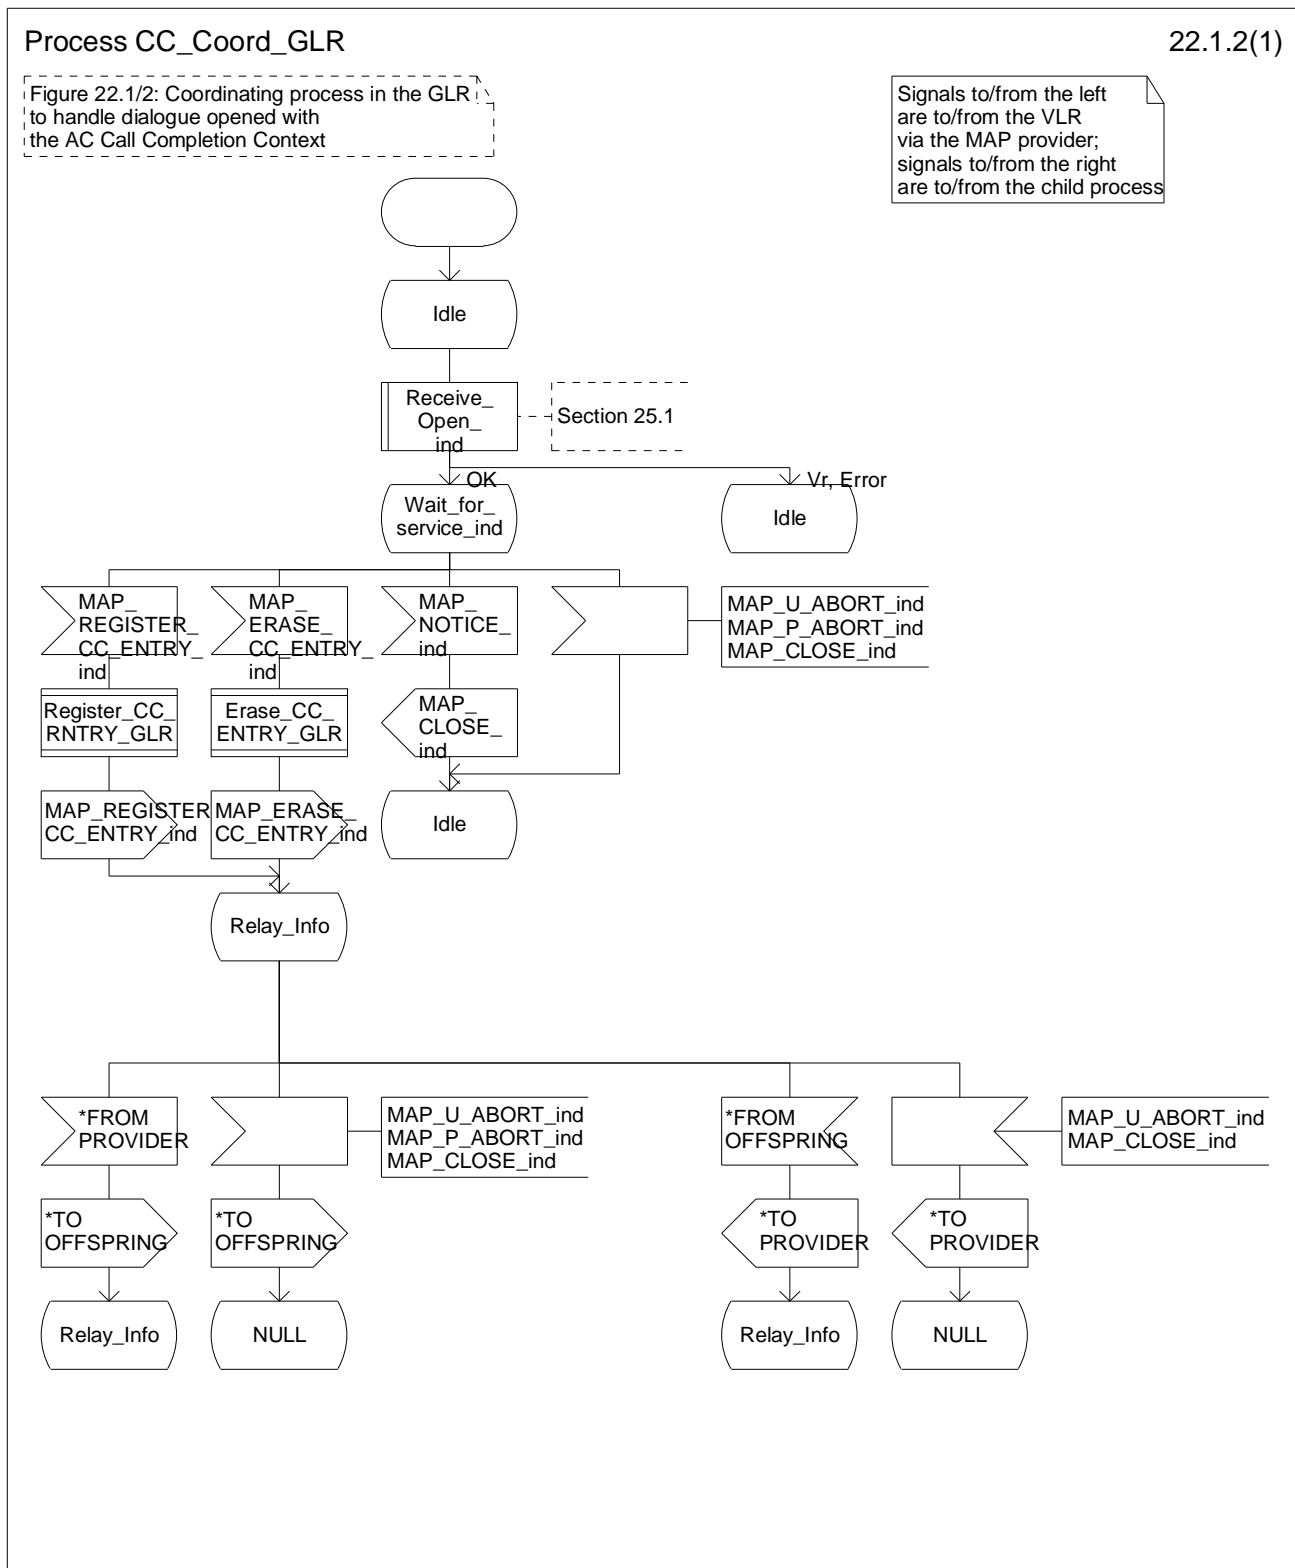 Process CC_Coord_GLR
22.1.2(1)
Figure 22.1/2: Coordinating process in the GLR
to handle dialogue opened with
the AC Call Completion Context
Signals to/from the left
are to/from the VLR
via the MAP provider;
signals to/from the right
are to/from the child process
Idle
Receive_
Open_
ind
Section 25.1
OK
Vr, Error
Wait_for_
service_ind
Idle
MAP_
REGISTER_
CC_ENTRY_
ind
MAP_
ERASE_
CC_ENTRY_
ind
MAP_
NOTICE_
ind
MAP_U_ABORT_ind
MAP_P_ABORT_ind
MAP_CLOSE_ind
Register_CC_
RNTRY_GLR
Erase_CC_
ENTRY_GLR
MAP_
CLOSE_
ind
MAP_REGISTER
CC_ENTRY_ind
MAP_ERASE_
CC_ENTRY_ind
Idle
Relay_Info
*FROM
PROVIDER
MAP_U_ABORT_ind
MAP_P_ABORT_ind
MAP_CLOSE_ind
*FROM
OFFSPRING
MAP_U_ABORT_ind
MAP_CLOSE_ind
*TO
OFFSPRING
*TO
OFFSPRING
*TO
PROVIDER
*TO
PROVIDER
Relay_Info
NULL
Relay_Info
NULL